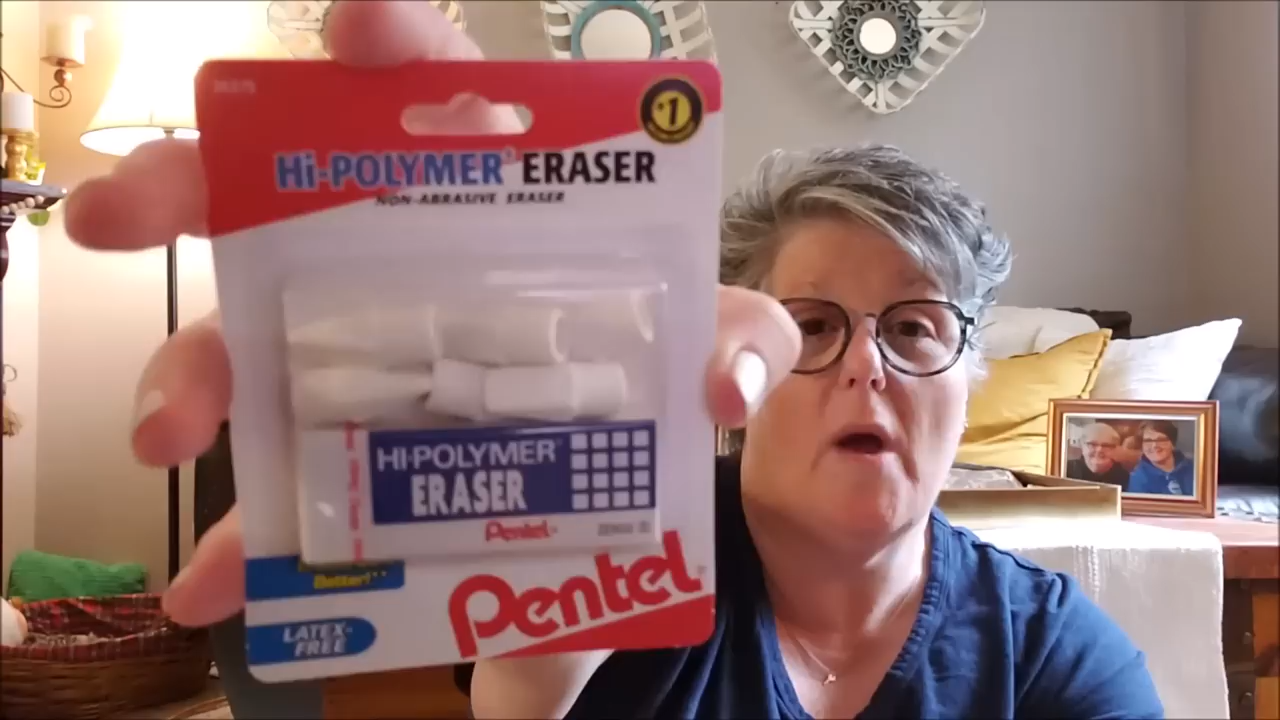 $1
Hi-POLYMER® ERASER
NON-ABRASIVE ERASER
HI-POLYMER®
ERASER
Pentel®
Better!
Pentel®
LATEX-
FREE